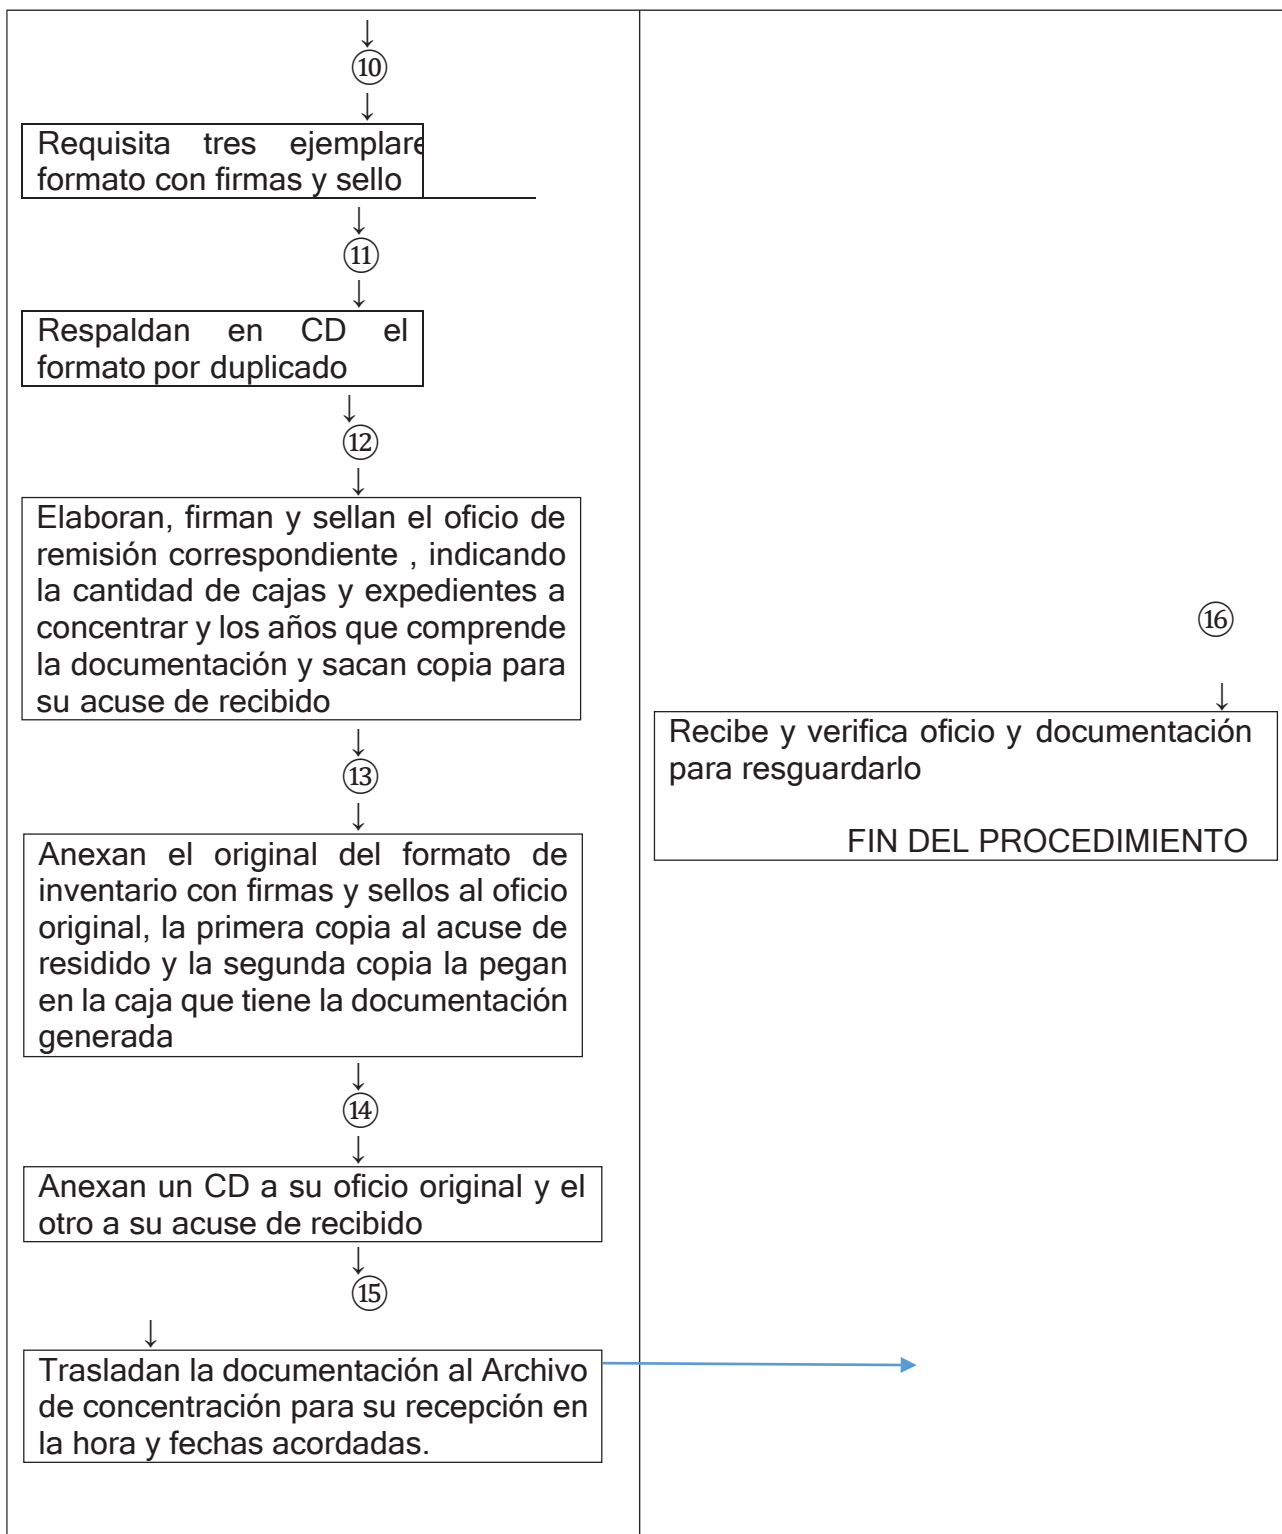 ↓
⑩
↓
Requisita tres ejemplare
formato con firmas y sello
↓
⑪
↓
Respaldan en CD el
formato por duplicado
↓
⑫
↓
Elaboran, firman y sellan el oficio de
remisión correspondiente , indicando
la cantidad de cajas y expedientes a
concentrar y los años que comprende
la documentación y sacan copia para
su acuse de recibido
↓
⑬
↓
Anexan el original del formato de
inventario con firmas y sellos al oficio
original, la primera copia al acuse de
residido y la segunda copia la pegan
en la caja que tiene la documentación
generada
↓
⑭
↓
Anexan un CD a su oficio original y el
otro a su acuse de recibido
↓
⑮
↓
Trasladan la documentación al Archivo
de concentración para su recepción en
la hora y fechas acordadas.
⑯
↓
Recibe y verifica oficio y documentación
para resguardarlo
FIN DEL PROCEDIMIENTO